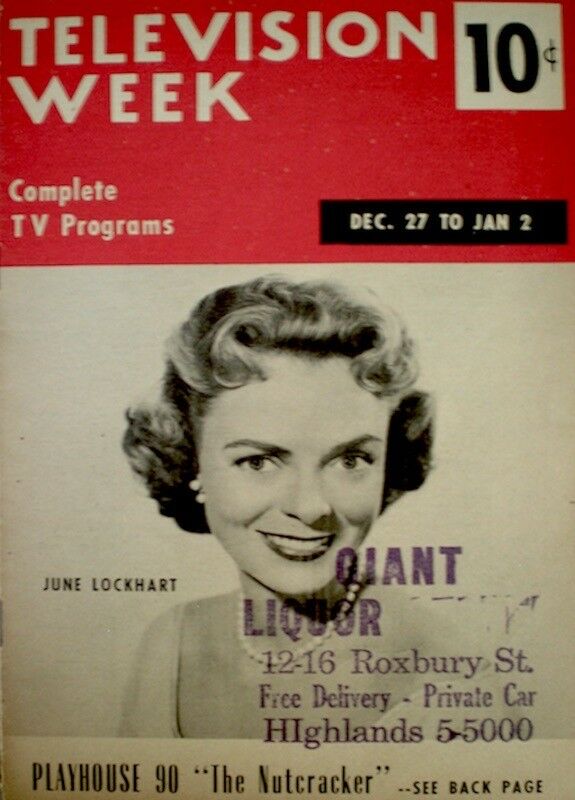 TELEVISION
WEEK
10¢
Complete
TV Programs
DEC. 27 TO JAN 2
JUNE LOCKHART
GIANT
LIQUOR
12-16 Roxbury St.
Free Delivery - Private Car
HIghlands 5-5000
PLAYHOUSE 90 "The Nutcracker" --SEE BACK PAGE